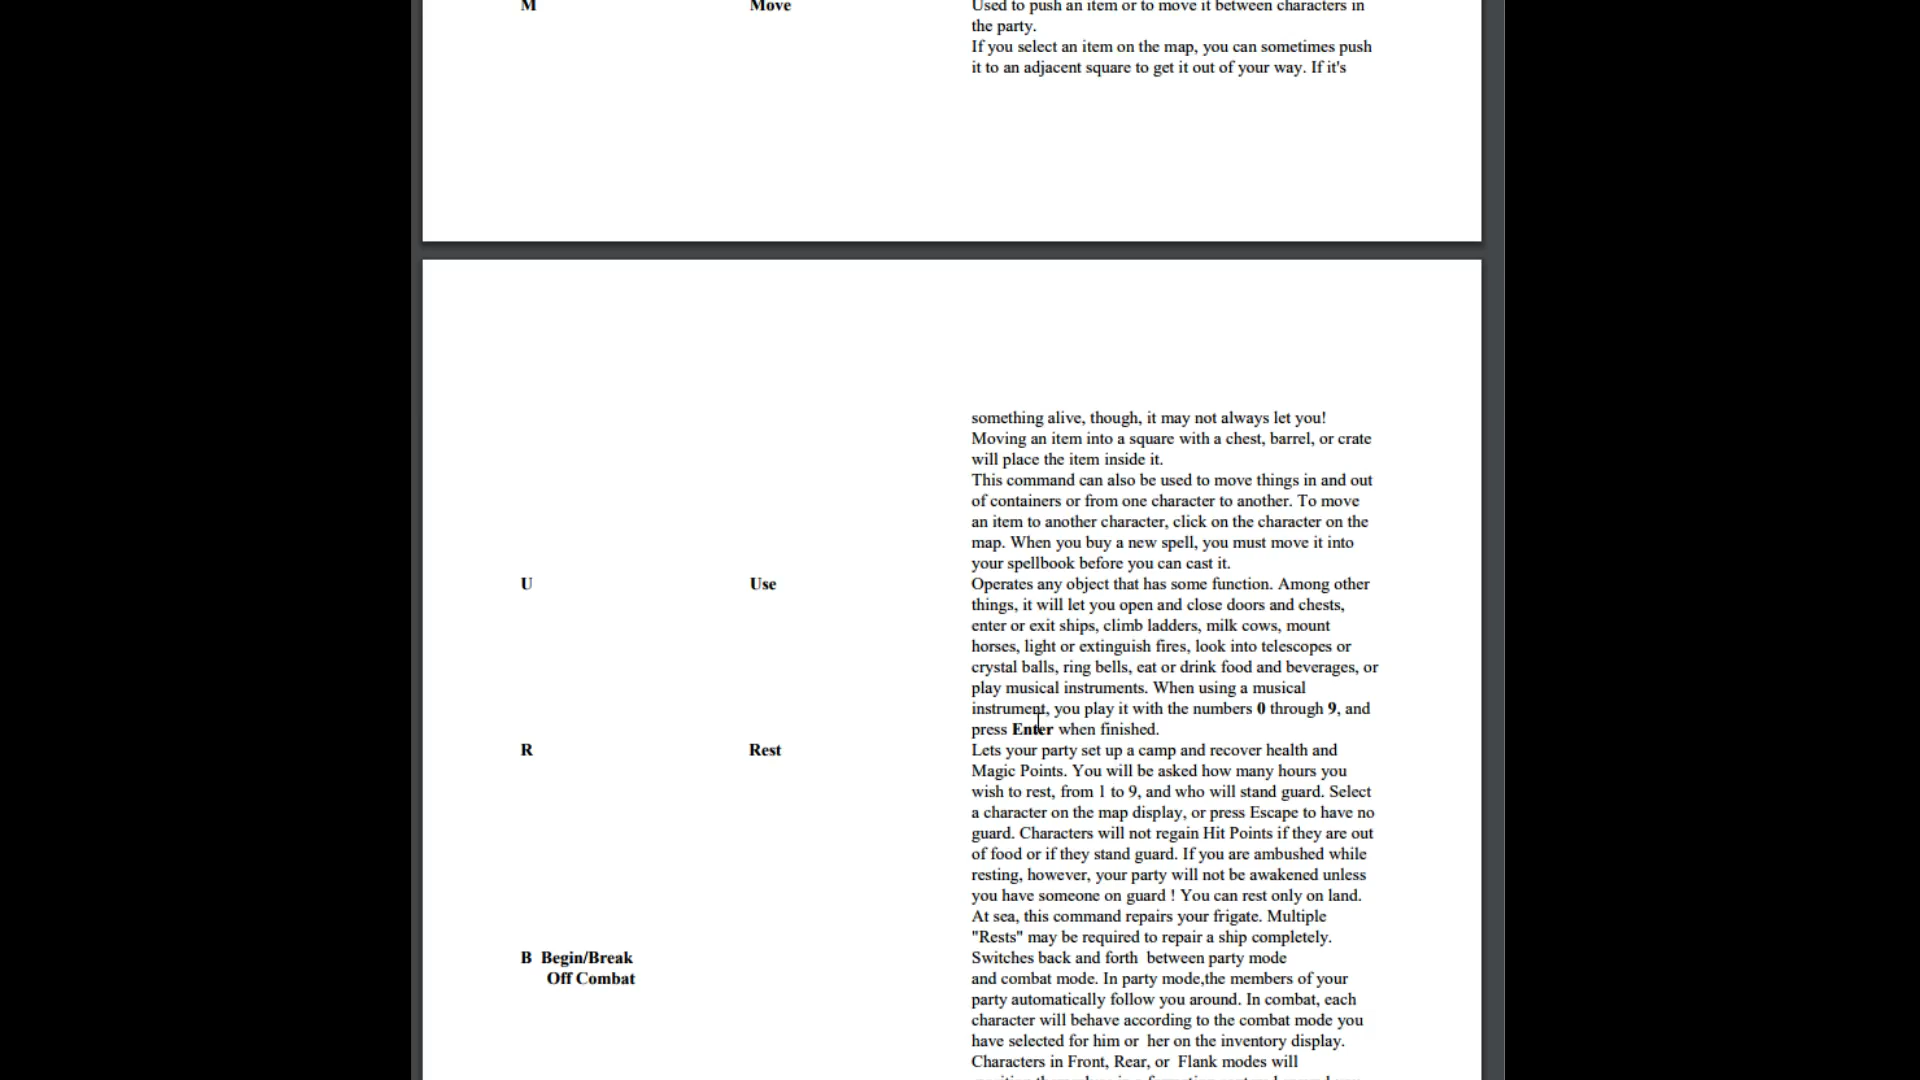 M Move Used to push an item or to move it between characters in
the party.
If you select an item on the map, you can sometimes push
it to an adjacent square to get it out of your way. If it's
something alive, though, it may not always let you!
Moving an item into a square with a chest, barrel, or crate
will place the item inside it.
This command can also be used to move things in and out
of containers or from one character to another. To move
an item to another character, click on the character on the
map. When you buy a new spell, you must move it into
your spellbook before you can cast it.
U Use Operates any object that has some function. Among other
things, it will let you open and close doors and chests,
enter or exit ships, climb ladders, milk cows, mount
horses, light or extinguish fires, look into telescopes or
crystal balls, ring bells, eat or drink food and beverages, or
play musical instruments. When using a musical
instrument, you play it with the numbers 0 through 9, and
press Enter when finished.
R Rest Lets your party set up a camp and recover health and
Magic Points. You will be asked how many hours you
wish to rest, from 1 to 9, and who will stand guard. Select
a character on the map display, or press Escape to have no
guard. Characters will not regain Hit Points if they are out
of food or if they stand guard. If you are ambushed while
resting, however, your party will not be awakened unless
you have someone on guard ! You can rest only on land.
At sea, this command repairs your frigate. Multiple
"Rests" may be required to repair a ship completely.
B Begin/Break Switches back and forth between party mode
Off Combat and combat mode. In party mode,the members of your
party automatically follow you around. In combat, each
character will behave according to the combat mode you
have selected for him or her on the inventory display.
Characters in Front, Rear, or Flank modes will